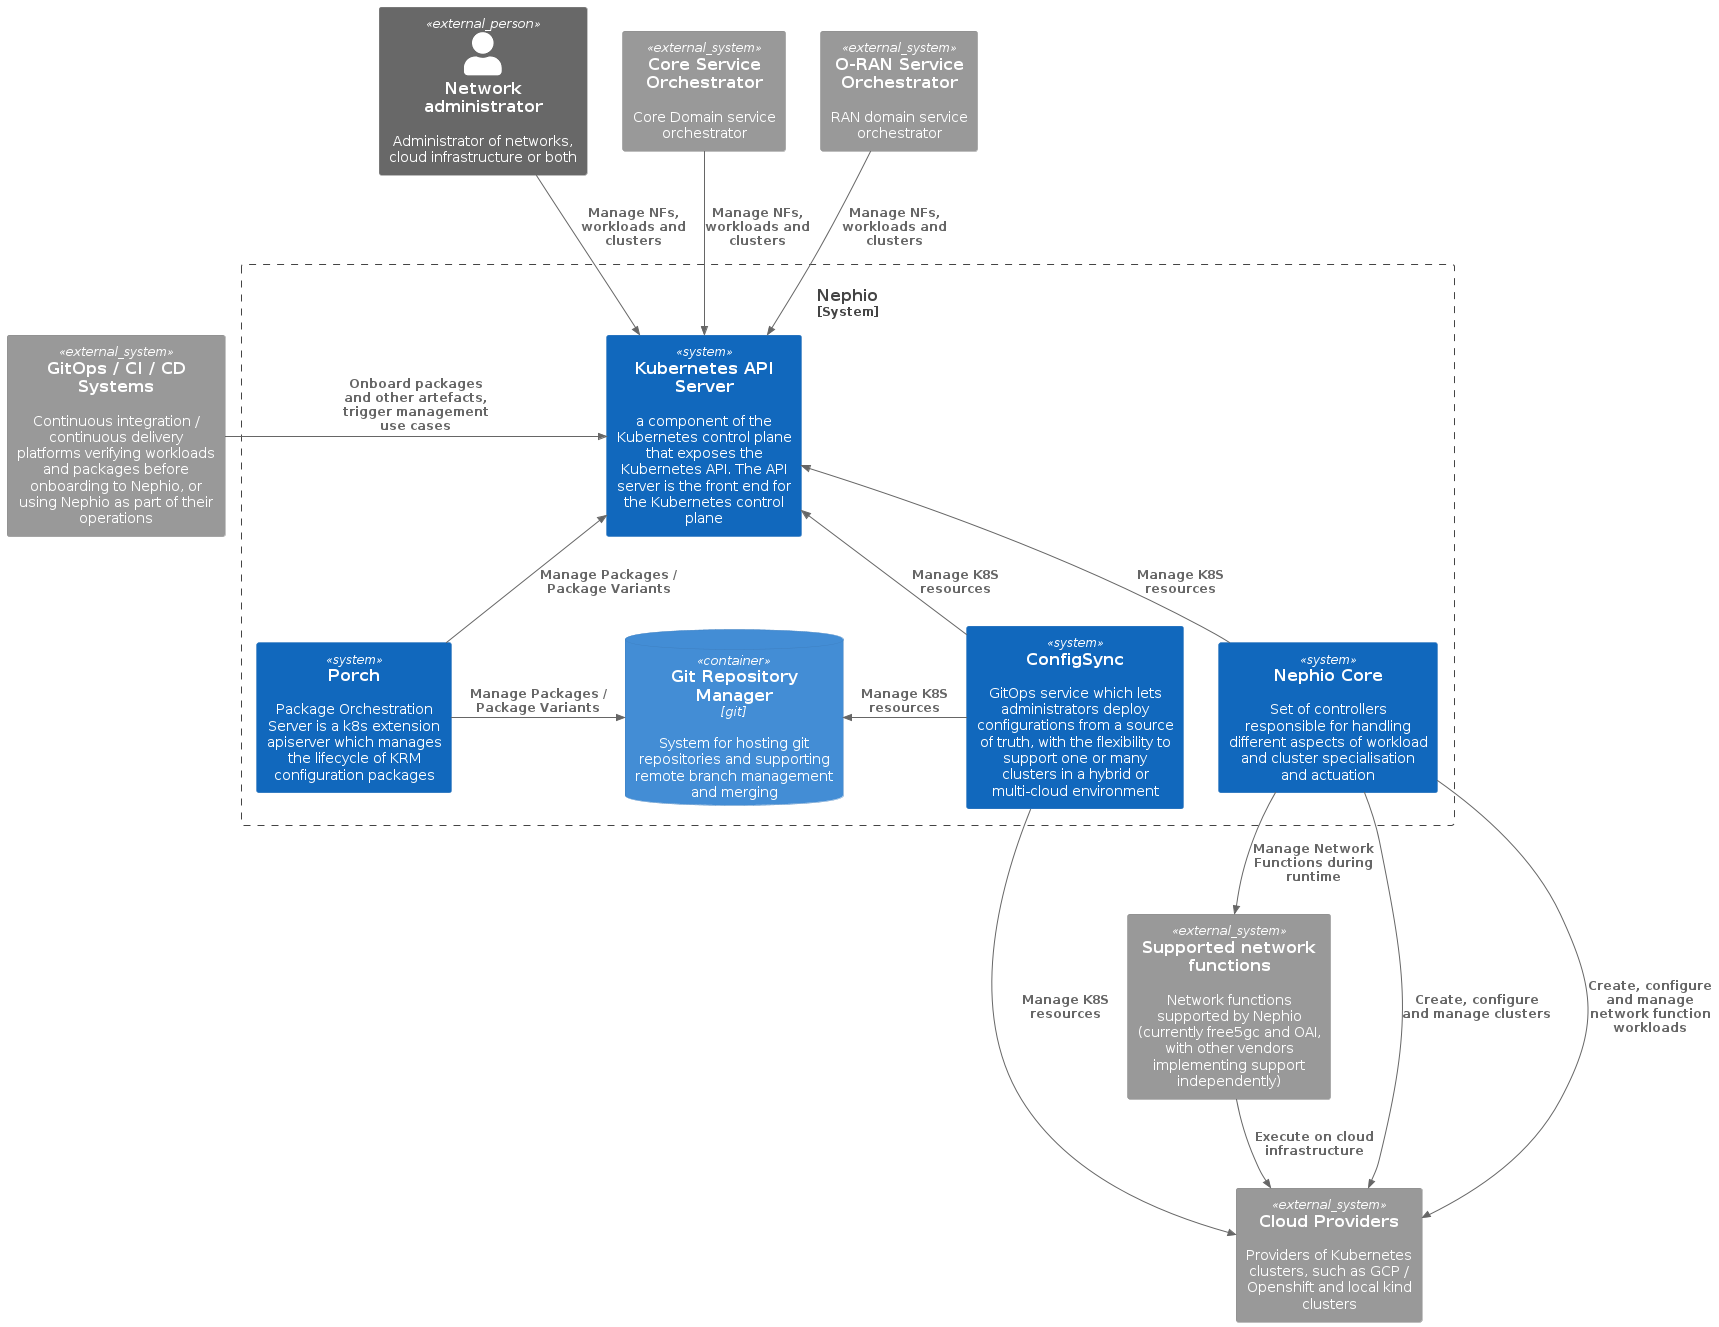 «external_person»
Network
administrator
Administrator of networks,
cloud infrastructure or both
«external_system»
Core Service
Orchestrator
Core Domain service
orchestrator
«external_system»
O-RAN Service
Orchestrator
RAN domain service
orchestrator
Manage NFs,
workloads and
clusters
Manage NFs,
workloads and
clusters
Manage NFs,
workloads and
clusters
Nephio
[System]
«external_system»
GitOps / CI / CD
Systems
Continuous integration /
continuous delivery
platforms verifying workloads
and packages before
onboarding to Nephio, or
using Nephio as part of their
operations
Onboard packages
and other artefacts,
trigger management
use cases
«system»
Kubernetes API
Server
a component of the
Kubernetes control plane
that exposes the
Kubernetes API. The API
server is the front end for
the Kubernetes control
plane
Manage Packages /
Package Variants
Manage K8S
resources
Manage K8S
resources
«system»
Porch
Package Orchestration
Server is a k8s extension
apiserver which manages
the lifecycle of KRM
configuration packages
Manage Packages /
Package Variants
«container»
Git Repository
Manager
[git]
System for hosting git
repositories and supporting
remote branch management
and merging
Manage K8S
resources
«system»
ConfigSync
GitOps service which lets
administrators deploy
configurations from a source
of truth, with the flexibility to
support one or many
clusters in a hybrid or
multi-cloud environment
«system»
Nephio Core
Set of controllers
responsible for handling
different aspects of workload
and cluster specialisation
and actuation
Manage Network
Functions during
runtime
«external_system»
Supported network
functions
Network functions
supported by Nephio
(currently free5gc and OAI,
with other vendors
implementing support
independently)
Manage K8S
resources
Create, configure
and manage clusters
Create, configure
and manage
network function
workloads
Execute on cloud
infrastructure
«external_system»
Cloud Providers
Providers of Kubernetes
clusters, such as GCP /
Openshift and local kind
clusters